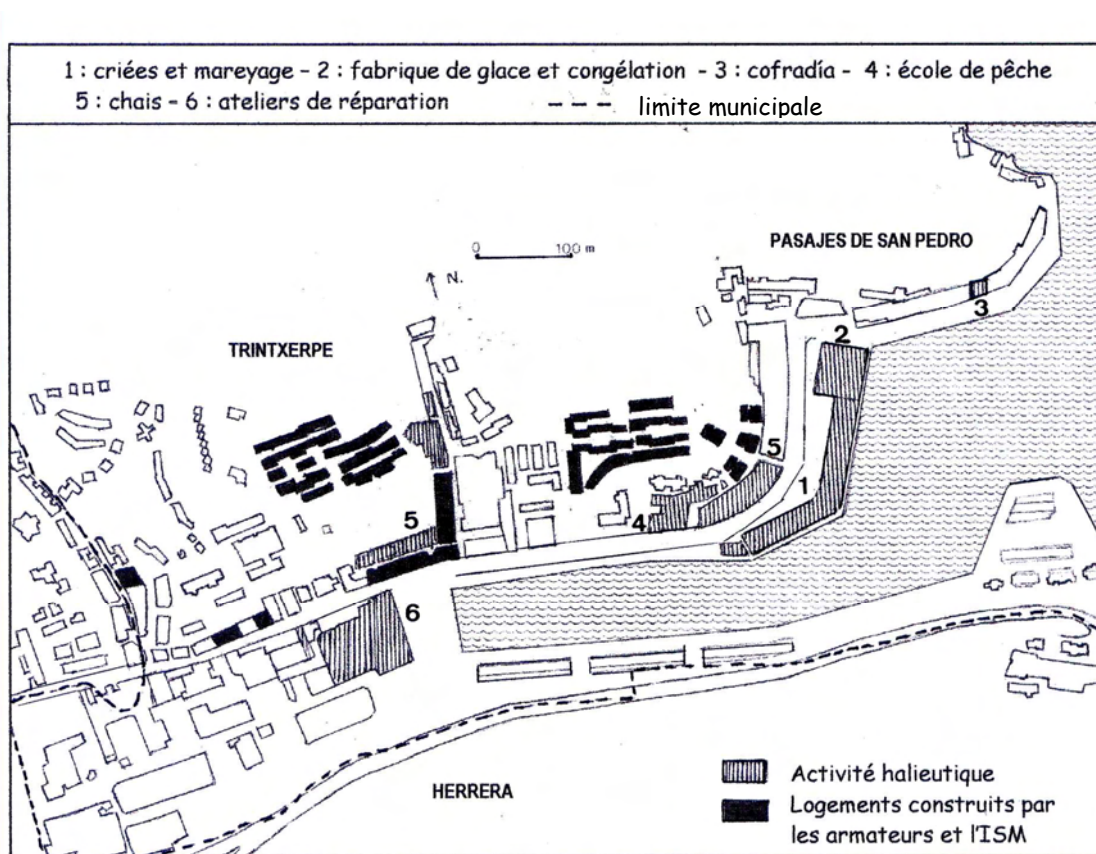 1 : criées et mareyage - 2 : fabrique de glace et congélation - 3 : cofradía - 4 : école de pêche
5 : chais - 6 : ateliers de réparation --- limite municipale
0 100 m
PASAJES DE SAN PEDRO
N.
3
2
TRINTXERPE
5
1
5
4
6
HERRERA
Activité halieutique
Logements construits par
les armateurs et l'ISM